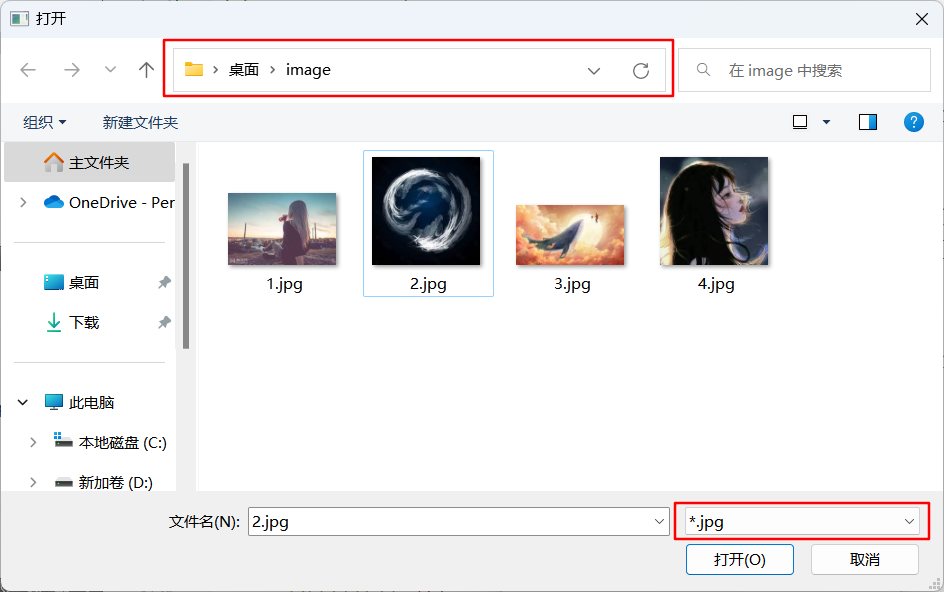 打开
桌面 image
在 image 中搜索
组织 新建文件夹
主文件夹
OneDrive - Per
桌面
下载
此电脑
本地磁盘 (C:)
新加卷 (D:)
1.jpg 2.jpg 3.jpg 4.jpg
文件名(N): 2.jpg *.jpg
打开(O) 取消